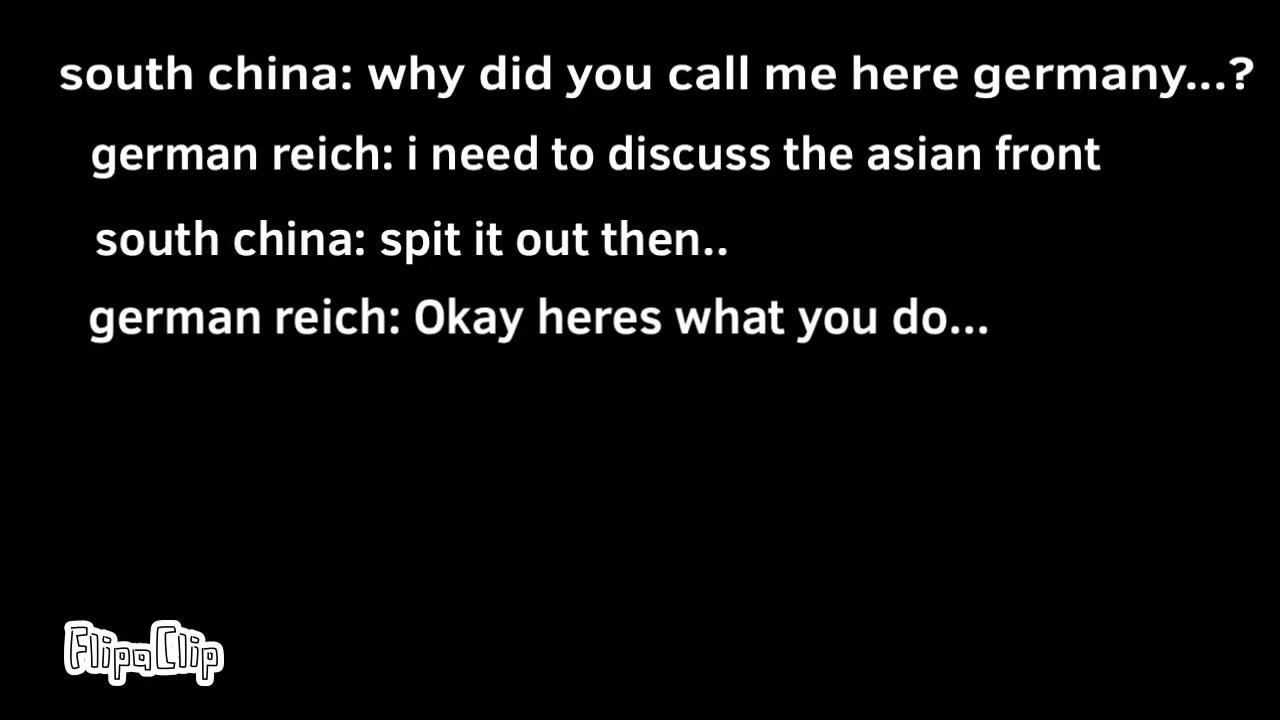 south china: why did you call me here germany...?
german reich: i need to discuss the asian front
south china: spit it out then..
german reich: Okay heres what you do...
FlipaClip